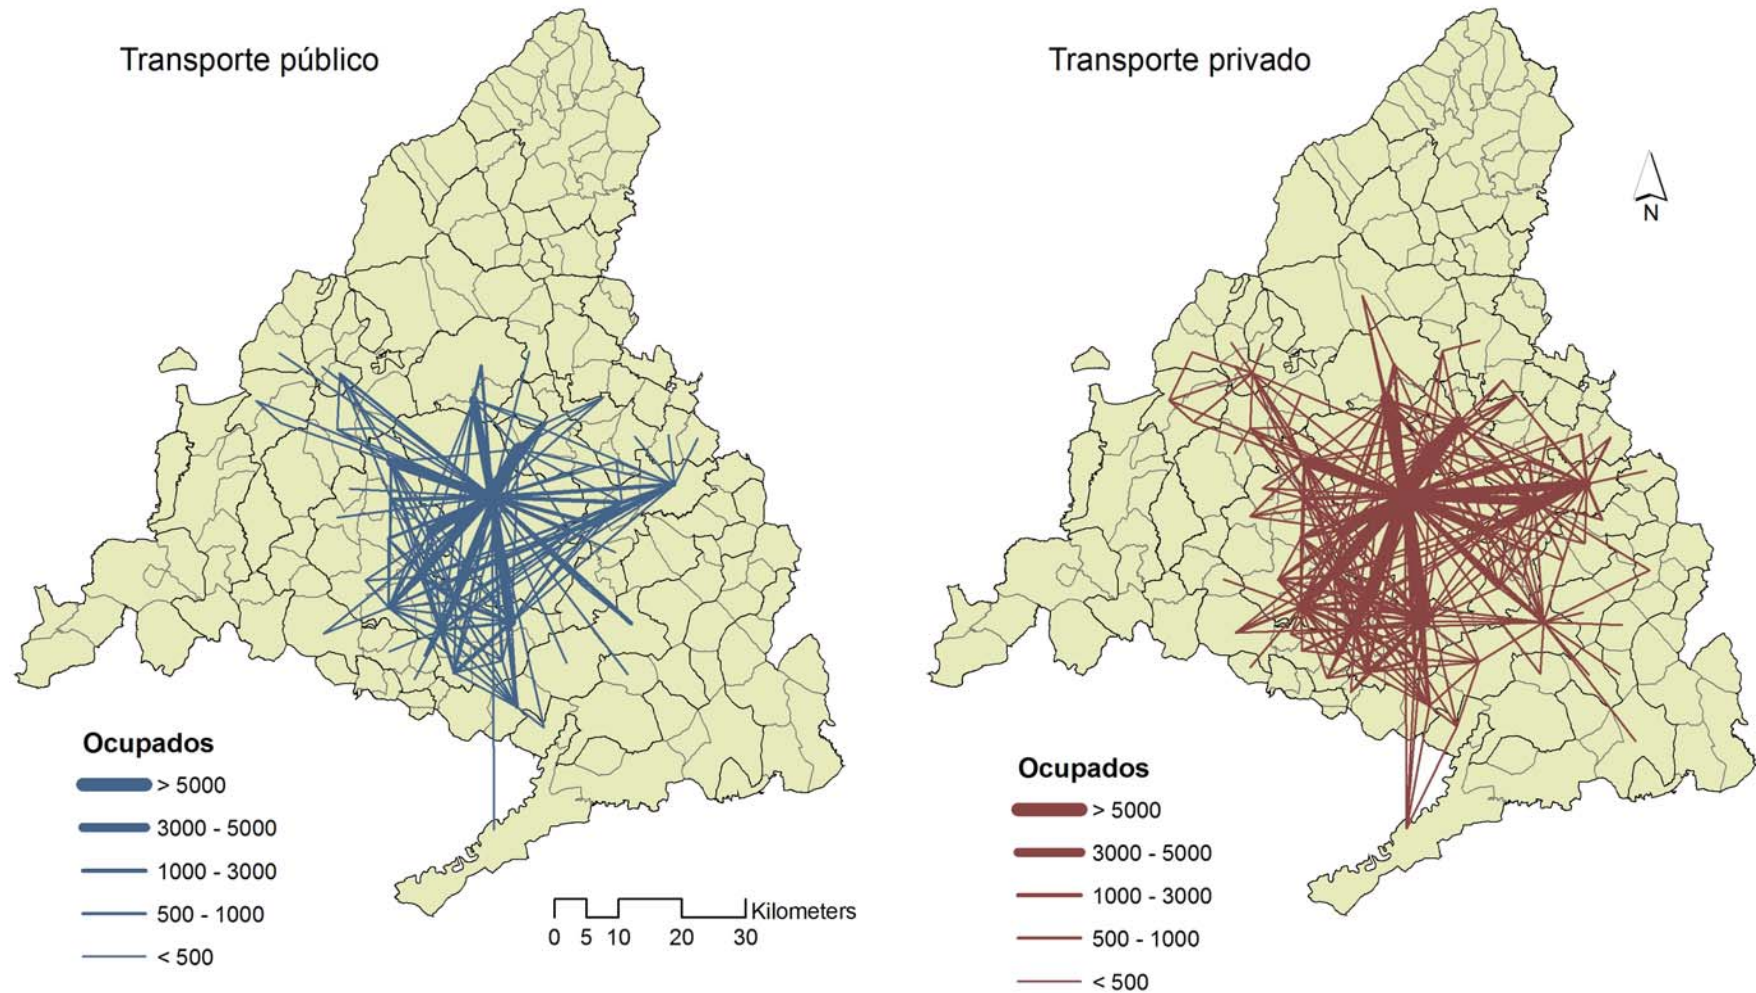 Transporte público
Transporte privado
N
Ocupados
> 5000
3000 - 5000
1000 - 3000
500 - 1000
< 500
Kilometers
0 5 10 20 30
Ocupados
> 5000
3000 - 5000
1000 - 3000
500 - 1000
< 500